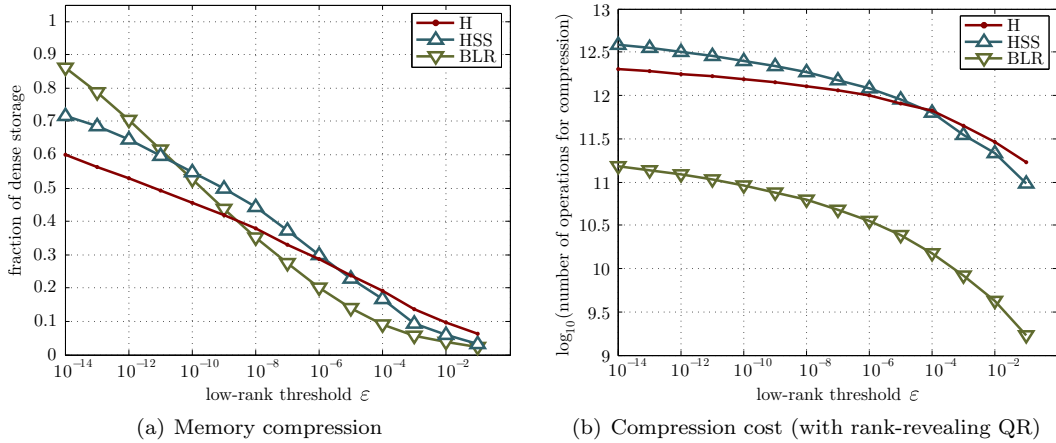 1
0.9
0.8
0.7
0.6
0.5
0.4
0.3
0.2
0.1
0
fraction of dense storage
H
HSS
BLR
10^−14 10^−12 10^−10 10^−8 10^−6 10^−4 10^−2
low-rank threshold ε
(a) Memory compression
13
12.5
12
11.5
11
10.5
10
9.5
9
log₁₀(number of operations for compression)
H
HSS
BLR
10^−14 10^−12 10^−10 10^−8 10^−6 10^−4 10^−2
low-rank threshold ε
(b) Compression cost (with rank-revealing QR)